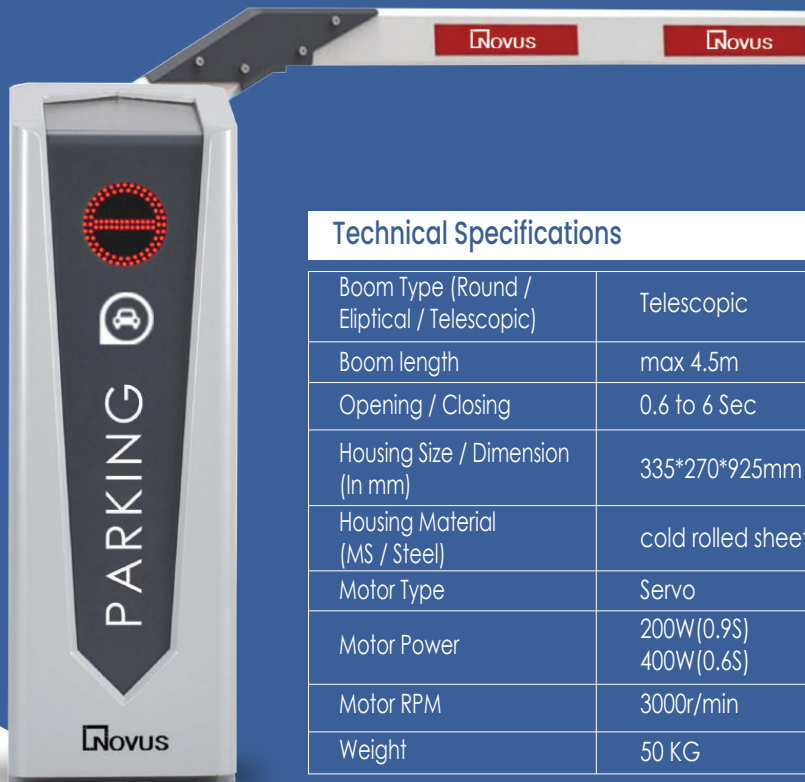 Novus
Novus
PARKING
Novus
Technical Specifications
Boom Type (Round /
Eliptical / Telescopic)
Telescopic
Boom length
max 4.5m
Opening / Closing
0.6 to 6 Sec
Housing Size / Dimension
(In mm)
335*270*925mm
Housing Material
(MS / Steel)
cold rolled sheet
Motor Type
Servo
Motor Power
200W(0.9S)
400W(0.6S)
Motor RPM
3000r/min
Weight
50 KG